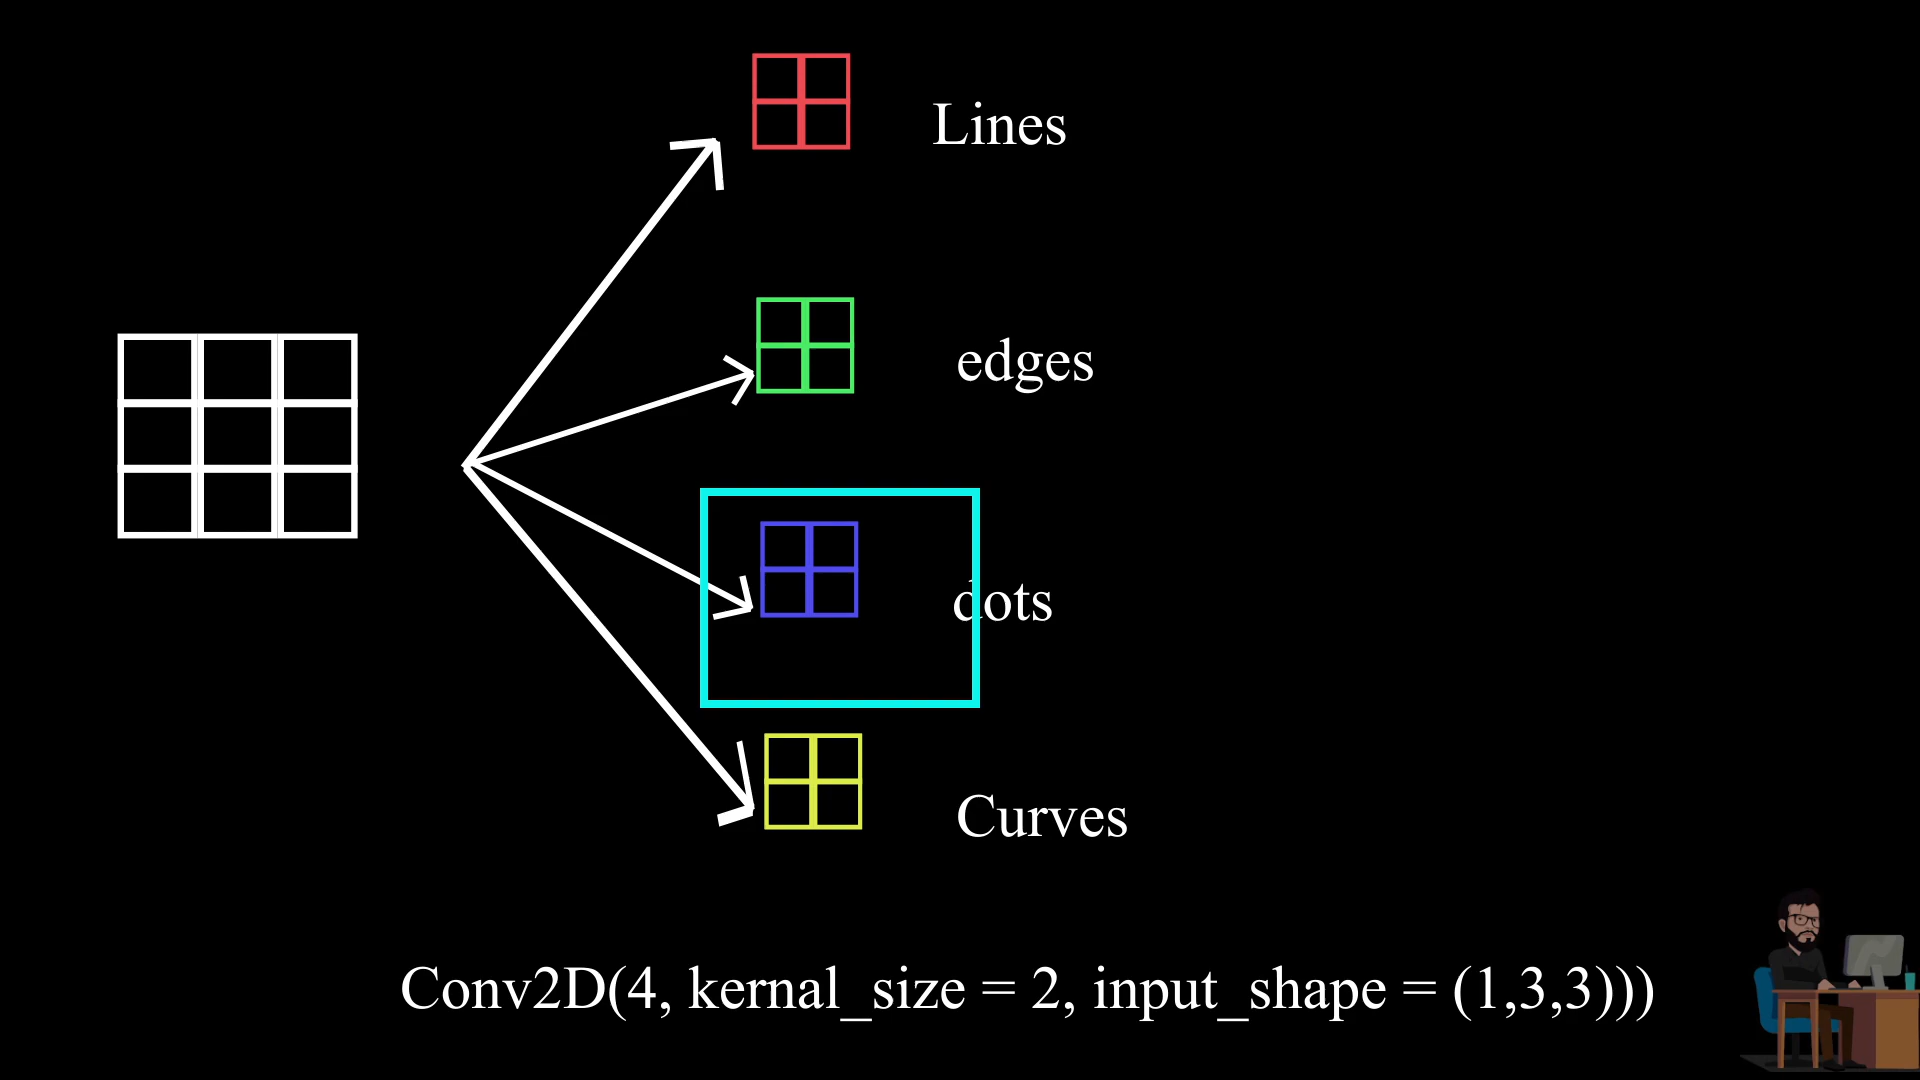 Lines
edges
dots
Curves
Conv2D(4, kernal_size = 2, input_shape = (1,3,3)))